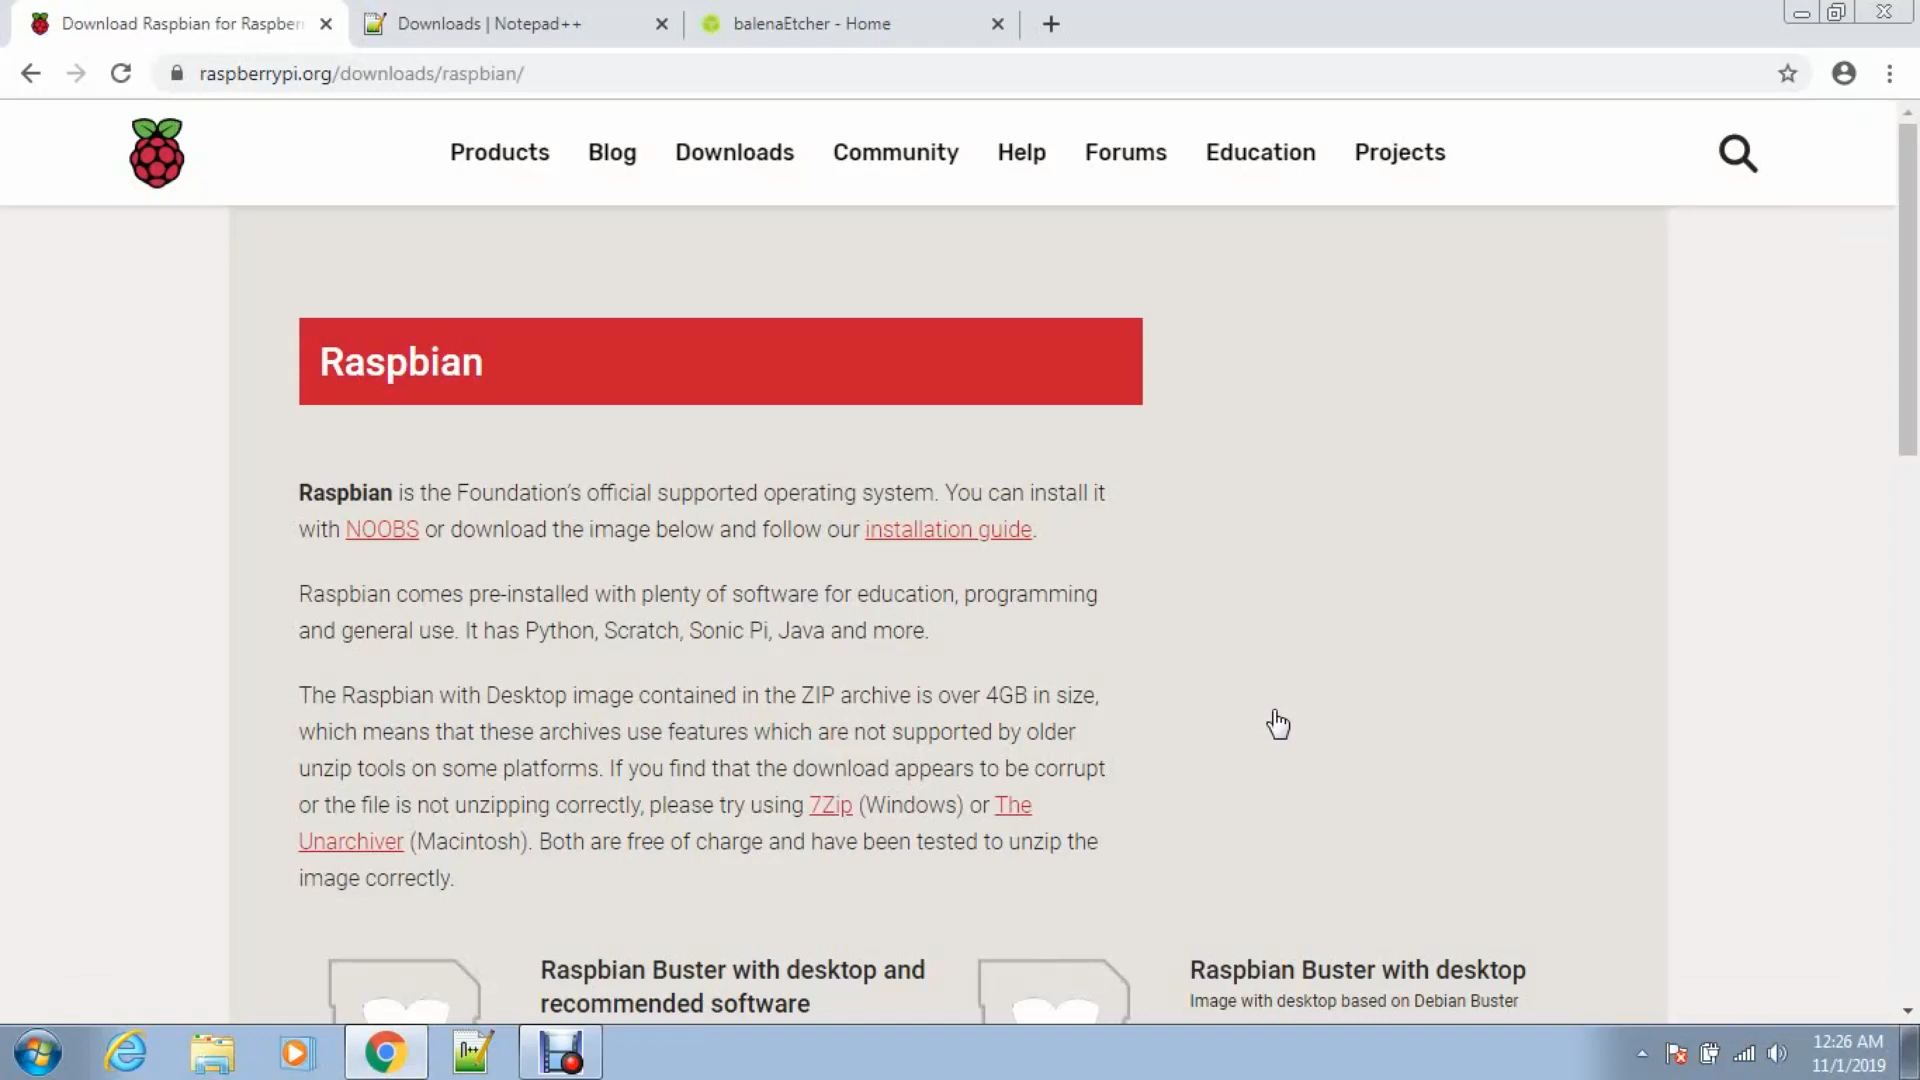 Download Raspbian for Raspber
Downloads | Notepad++
balenaEtcher - Home
raspberrypi.org/downloads/raspbian/
Products Blog Downloads Community Help Forums Education Projects
Raspbian
Raspbian is the Foundation's official supported operating system. You can install it
with NOOBS or download the image below and follow our installation guide.
Raspbian comes pre-installed with plenty of software for education, programming
and general use. It has Python, Scratch, Sonic Pi, Java and more.
The Raspbian with Desktop image contained in the ZIP archive is over 4GB in size,
which means that these archives use features which are not supported by older
unzip tools on some platforms. If you find that the download appears to be corrupt
or the file is not unzipping correctly, please try using 7Zip (Windows) or The
Unarchiver (Macintosh). Both are free of charge and have been tested to unzip the
image correctly.
Raspbian Buster with desktop and
recommended software
Raspbian Buster with desktop
Image with desktop based on Debian Buster
12:26 AM
11/1/2019